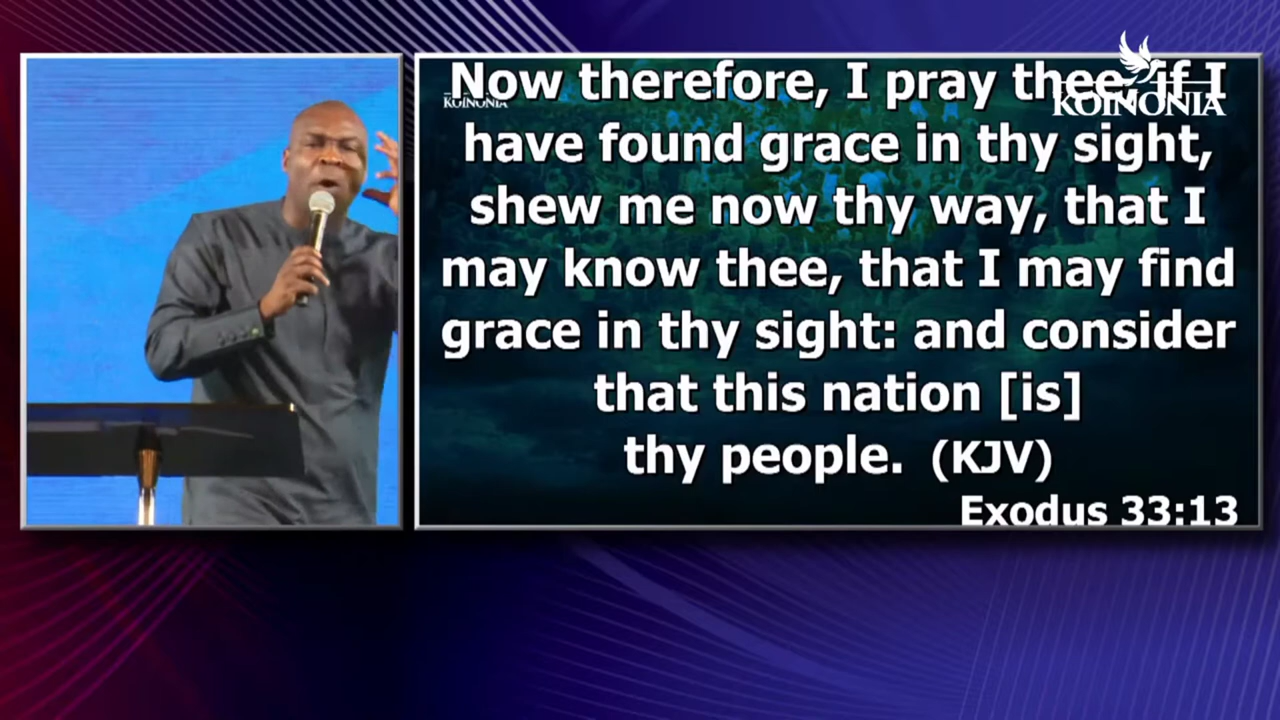 Now therefore, I pray thee, if I
KOINONIA
KOINONIA
have found grace in thy sight,
shew me now thy way, that I
may know thee, that I may find
grace in thy sight: and consider
that this nation [is]
thy people. (KJV)
Exodus 33:13